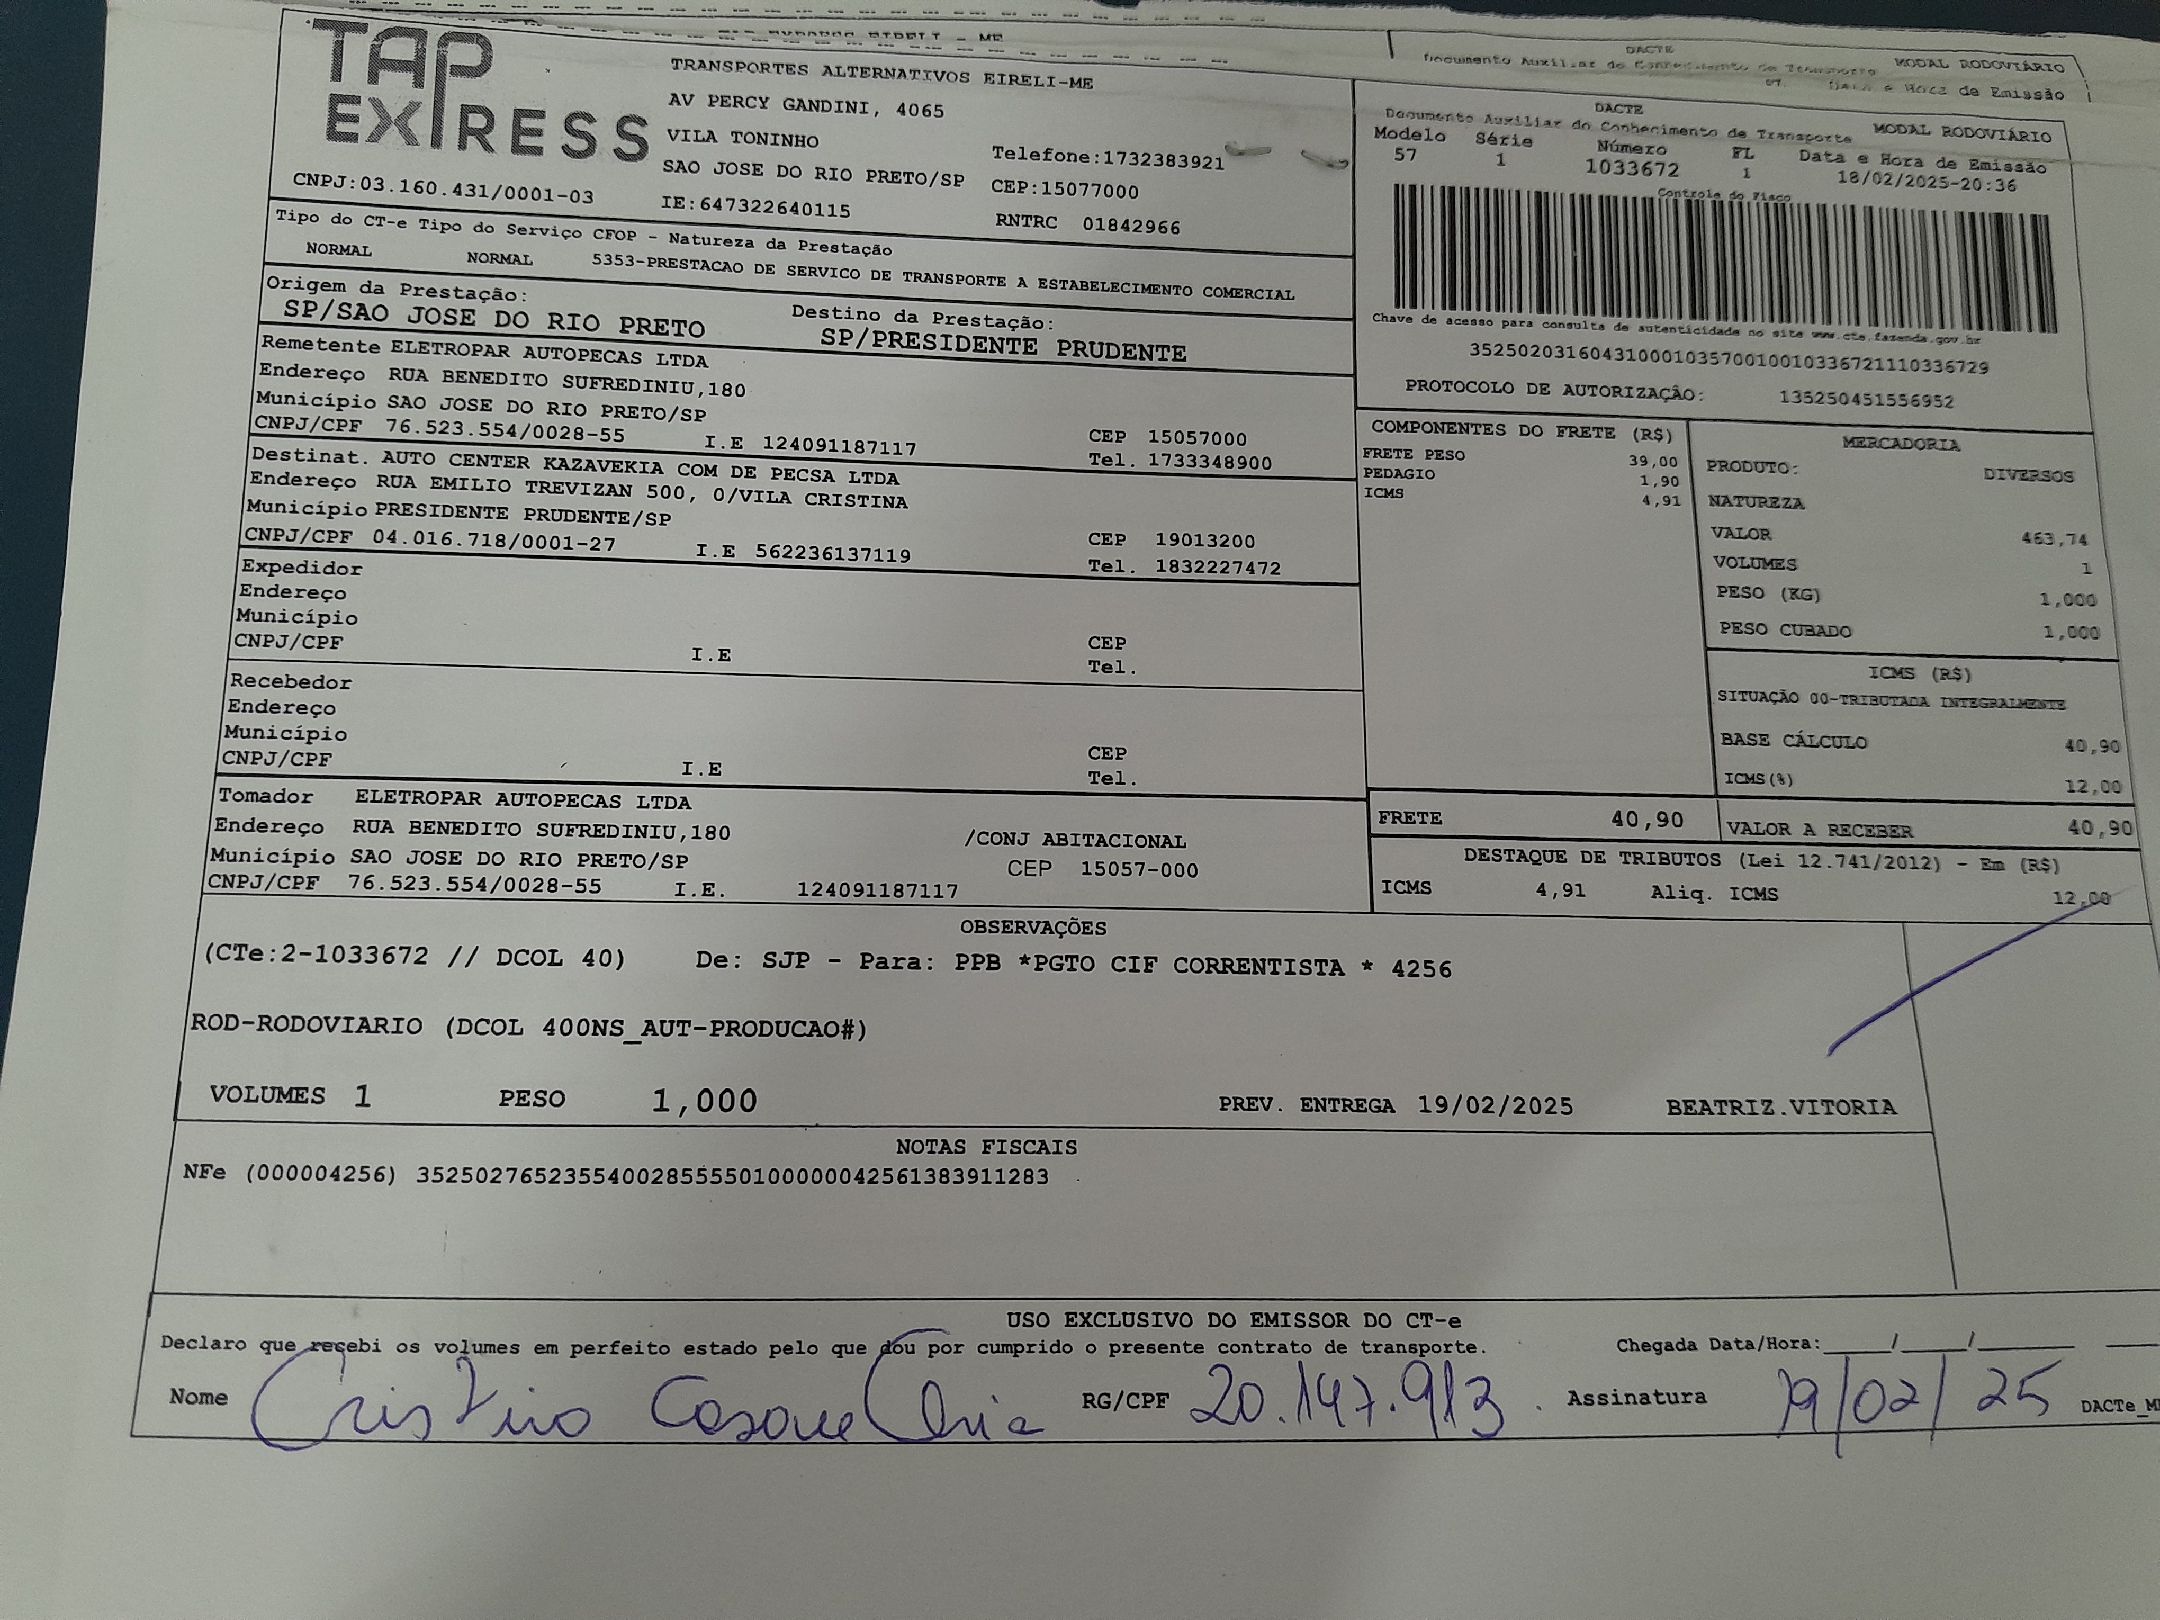 TAP EXPRESS
TRANSPORTES ALTERNATIVOS EIRELI-ME
AV PERCY GANDINI, 4065
VILA TONINHO
Telefone:1732383921
SAO JOSE DO RIO PRETO/SP CEP:15077000
CNPJ:03.160.431/0001-03 IE:647322640115 RNTRC 01842966
DACTE
MODAL RODOVIÁRIO
Data e Hora de Emissão
DACTE
Documento Auxiliar do Conhecimento de Transporte MODAL RODOVIÁRIO
Modelo Série Número FL Data e Hora de Emissão
57 1 1033672 1 18/02/2025-20:36
Controle do Fisco
Chave de acesso para consulta de autenticidade no site www.cte.fazenda.gov.br
35250203160431000103570010010336721110336729
PROTOCOLO DE AUTORIZAÇÂO: 135250451556952
Tipo do CT-e Tipo do Serviço CFOP - Natureza da Prestação
NORMAL NORMAL 5353-PRESTACAO DE SERVICO DE TRANSPORTE A ESTABELECIMENTO COMERCIAL
Origem da Prestação: Destino da Prestação:
SP/SAO JOSE DO RIO PRETO SP/PRESIDENTE PRUDENTE
Remetente ELETROPAR AUTOPECAS LTDA
Endereço RUA BENEDITO SUFREDINIU,180
Município SAO JOSE DO RIO PRETO/SP CEP 15057000
CNPJ/CPF 76.523.554/0028-55 I.E 124091187117 Tel. 1733348900
Destinat. AUTO CENTER KAZAVEKIA COM DE PECSA LTDA
Endereço RUA EMILIO TREVIZAN 500, 0/VILA CRISTINA
Município PRESIDENTE PRUDENTE/SP CEP 19013200
CNPJ/CPF 04.016.718/0001-27 I.E 562236137119 Tel. 1832227472
Expedidor
Endereço
Município CEP
CNPJ/CPF I.E Tel.
Recebedor
Endereço
Município CEP
CNPJ/CPF I.E Tel.
Tomador ELETROPAR AUTOPECAS LTDA
Endereço RUA BENEDITO SUFREDINIU,180 /CONJ ABITACIONAL
Município SAO JOSE DO RIO PRETO/SP CEP 15057-000
CNPJ/CPF 76.523.554/0028-55 I.E. 124091187117
COMPONENTES DO FRETE (R$)
FRETE PESO 39,00
PEDAGIO 1,90
ICMS 4,91
MERCADORIA
PRODUTO: DIVERSOS
NATUREZA
VALOR 463,74
VOLUMES 1
PESO (KG) 1,000
PESO CUBADO 1,000
ICMS (R$)
SITUAÇÃO 00-TRIBUTADA INTEGRALMENTE
BASE CÁLCULO 40,90
ICMS(%) 12,00
FRETE 40,90 VALOR A RECEBER 40,90
DESTAQUE DE TRIBUTOS (Lei 12.741/2012) - Em (R$)
ICMS 4,91 Aliq. ICMS 12,00
OBSERVAÇÕES
(CTe:2-1033672 // DCOL 40) De: SJP - Para: PPB *PGTO CIF CORRENTISTA * 4256
ROD-RODOVIARIO (DCOL 400NS_AUT-PRODUCAO#)
VOLUMES 1 PESO 1,000 PREV. ENTREGA 19/02/2025 BEATRIZ.VITORIA
NOTAS FISCAIS
NFe (000004256) 35250276523554002855550100000042561383911283
USO EXCLUSIVO DO EMISSOR DO CT-e
Declaro que recebi os volumes em perfeito estado pelo que dou por cumprido o presente contrato de transporte. Chegada Data/Hora:____/____/______
Nome RG/CPF 20.147.913 Assinatura 19/02/25